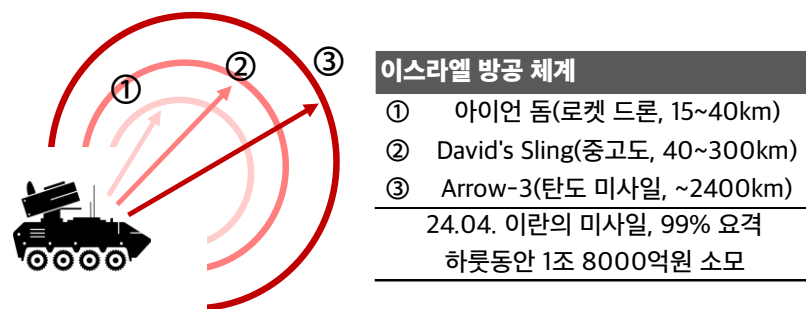 ①
②
③
이스라엘 방공 체계
① 아이언 돔(로켓 드론, 15~40km)
② David's Sling(중고도, 40~300km)
③ Arrow-3(탄도 미사일, ~2400km)
24.04. 이란의 미사일, 99% 요격
하룻동안 1조 8000억원 소모